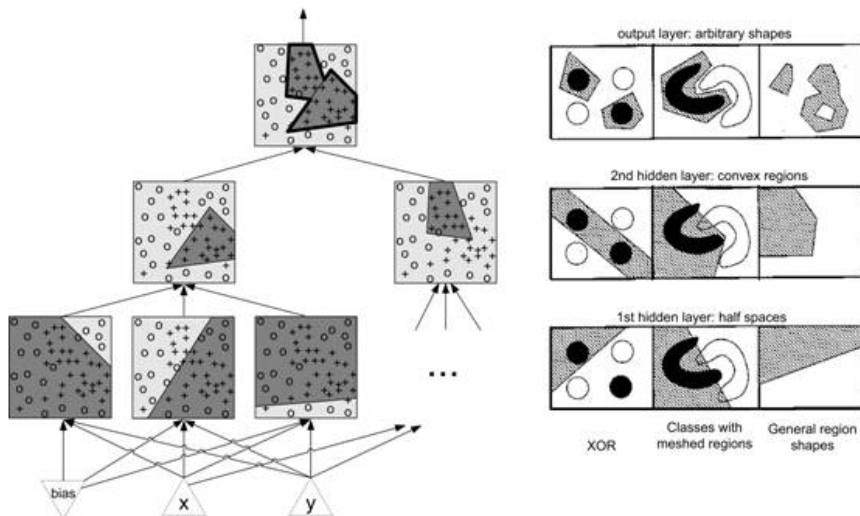 output layer: arbitrary shapes
2nd hidden layer: convex regions
1st hidden layer: half spaces
...
XOR
Classes with
meshed regions
General region
shapes
bias
x
y